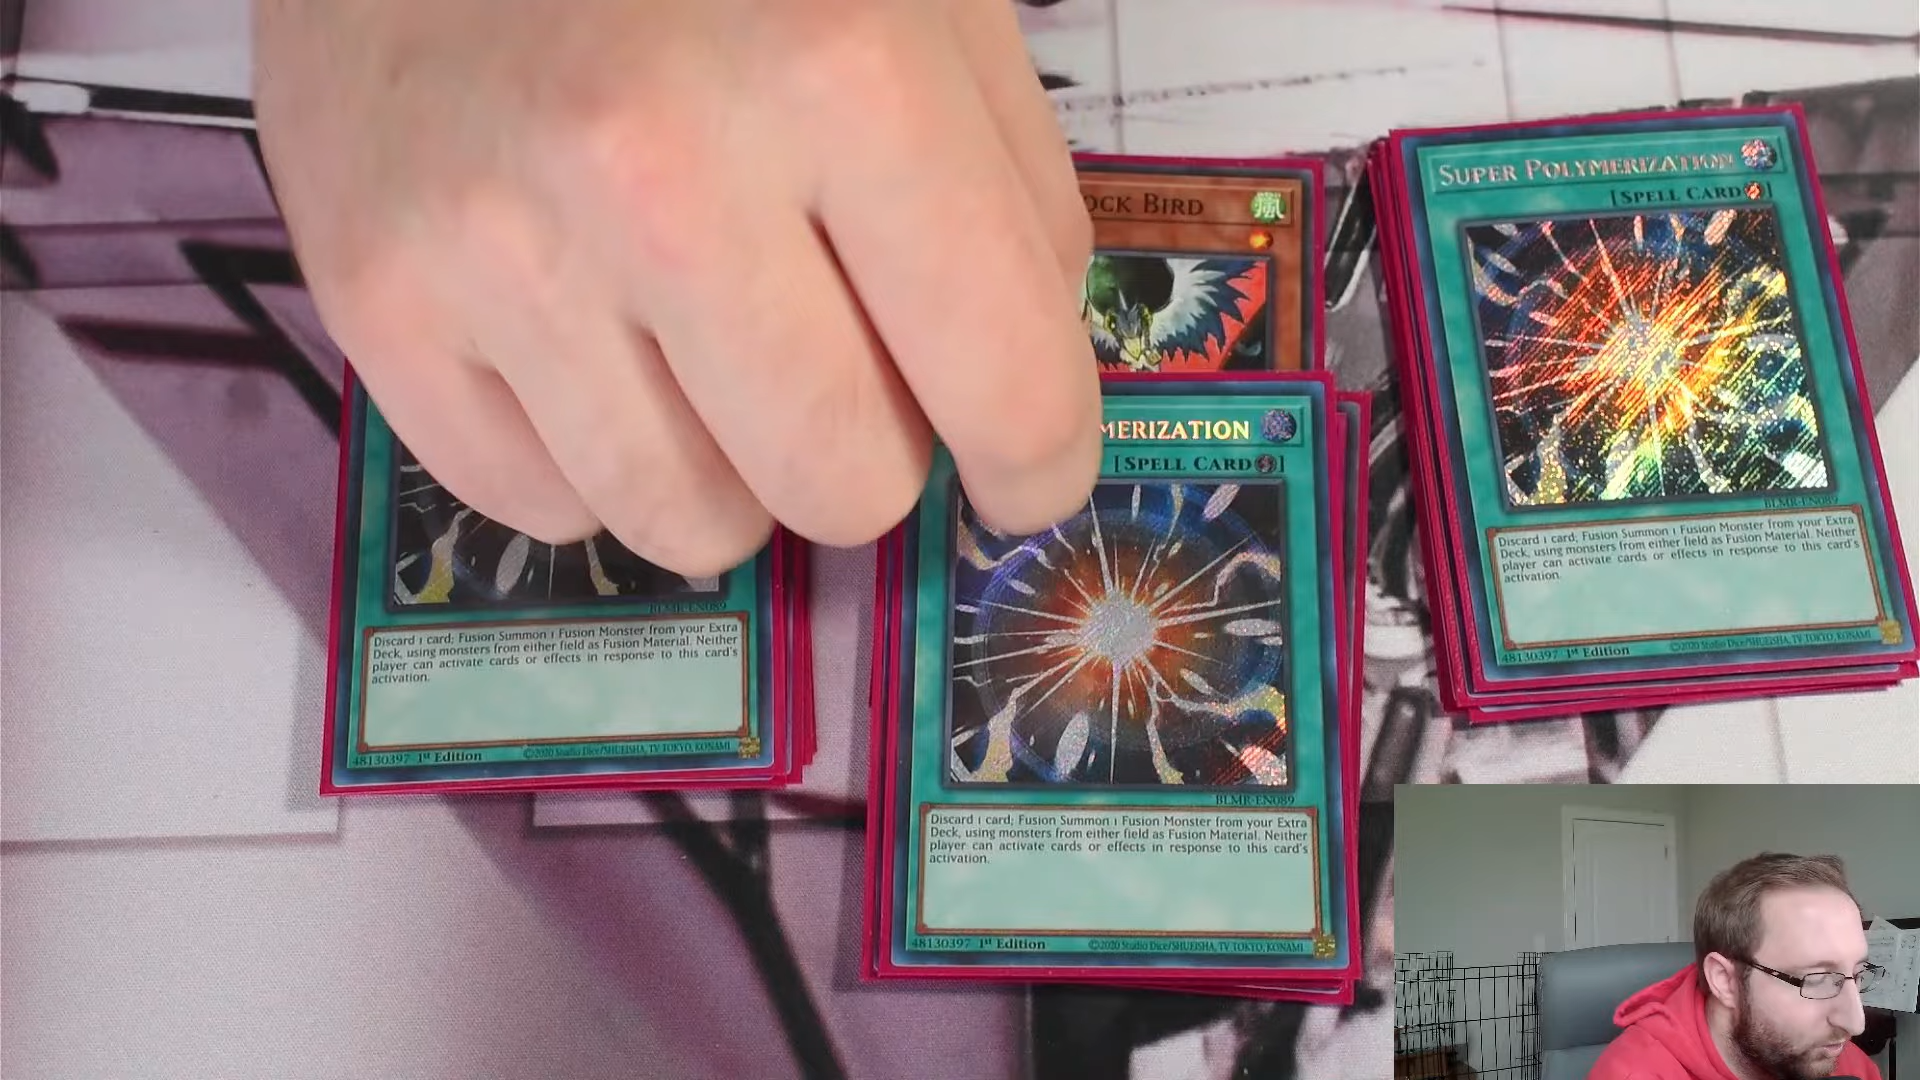 OCK BIRD
SUPER POLYMERIZATION
[SPELL CARD]
BLMR-EN089
Discard 1 card; Fusion Summon 1 Fusion Monster from your Extra
Deck, using monsters from either field as Fusion Material. Neither
player can activate cards or effects in response to this card's
activation.
48130397 1st Edition
©2020 Studio Dice/SHUEISHA, TV TOKYO, KONAMI
BLMR-EN089
Discard 1 card; Fusion Summon 1 Fusion Monster from your Extra
Deck, using monsters from either field as Fusion Material. Neither
player can activate cards or effects in response to this card's
activation.
48130397 1st Edition
©2020 Studio Dice/SHUEISHA, TV TOKYO, KONAMI
MERIZATION
[SPELL CARD]
BLMR-EN089
Discard 1 card; Fusion Summon 1 Fusion Monster from your Extra
Deck, using monsters from either field as Fusion Material. Neither
player can activate cards or effects in response to this card's
activation.
48130397 1st Edition
©2020 Studio Dice/SHUEISHA, TV TOKYO, KONAMI